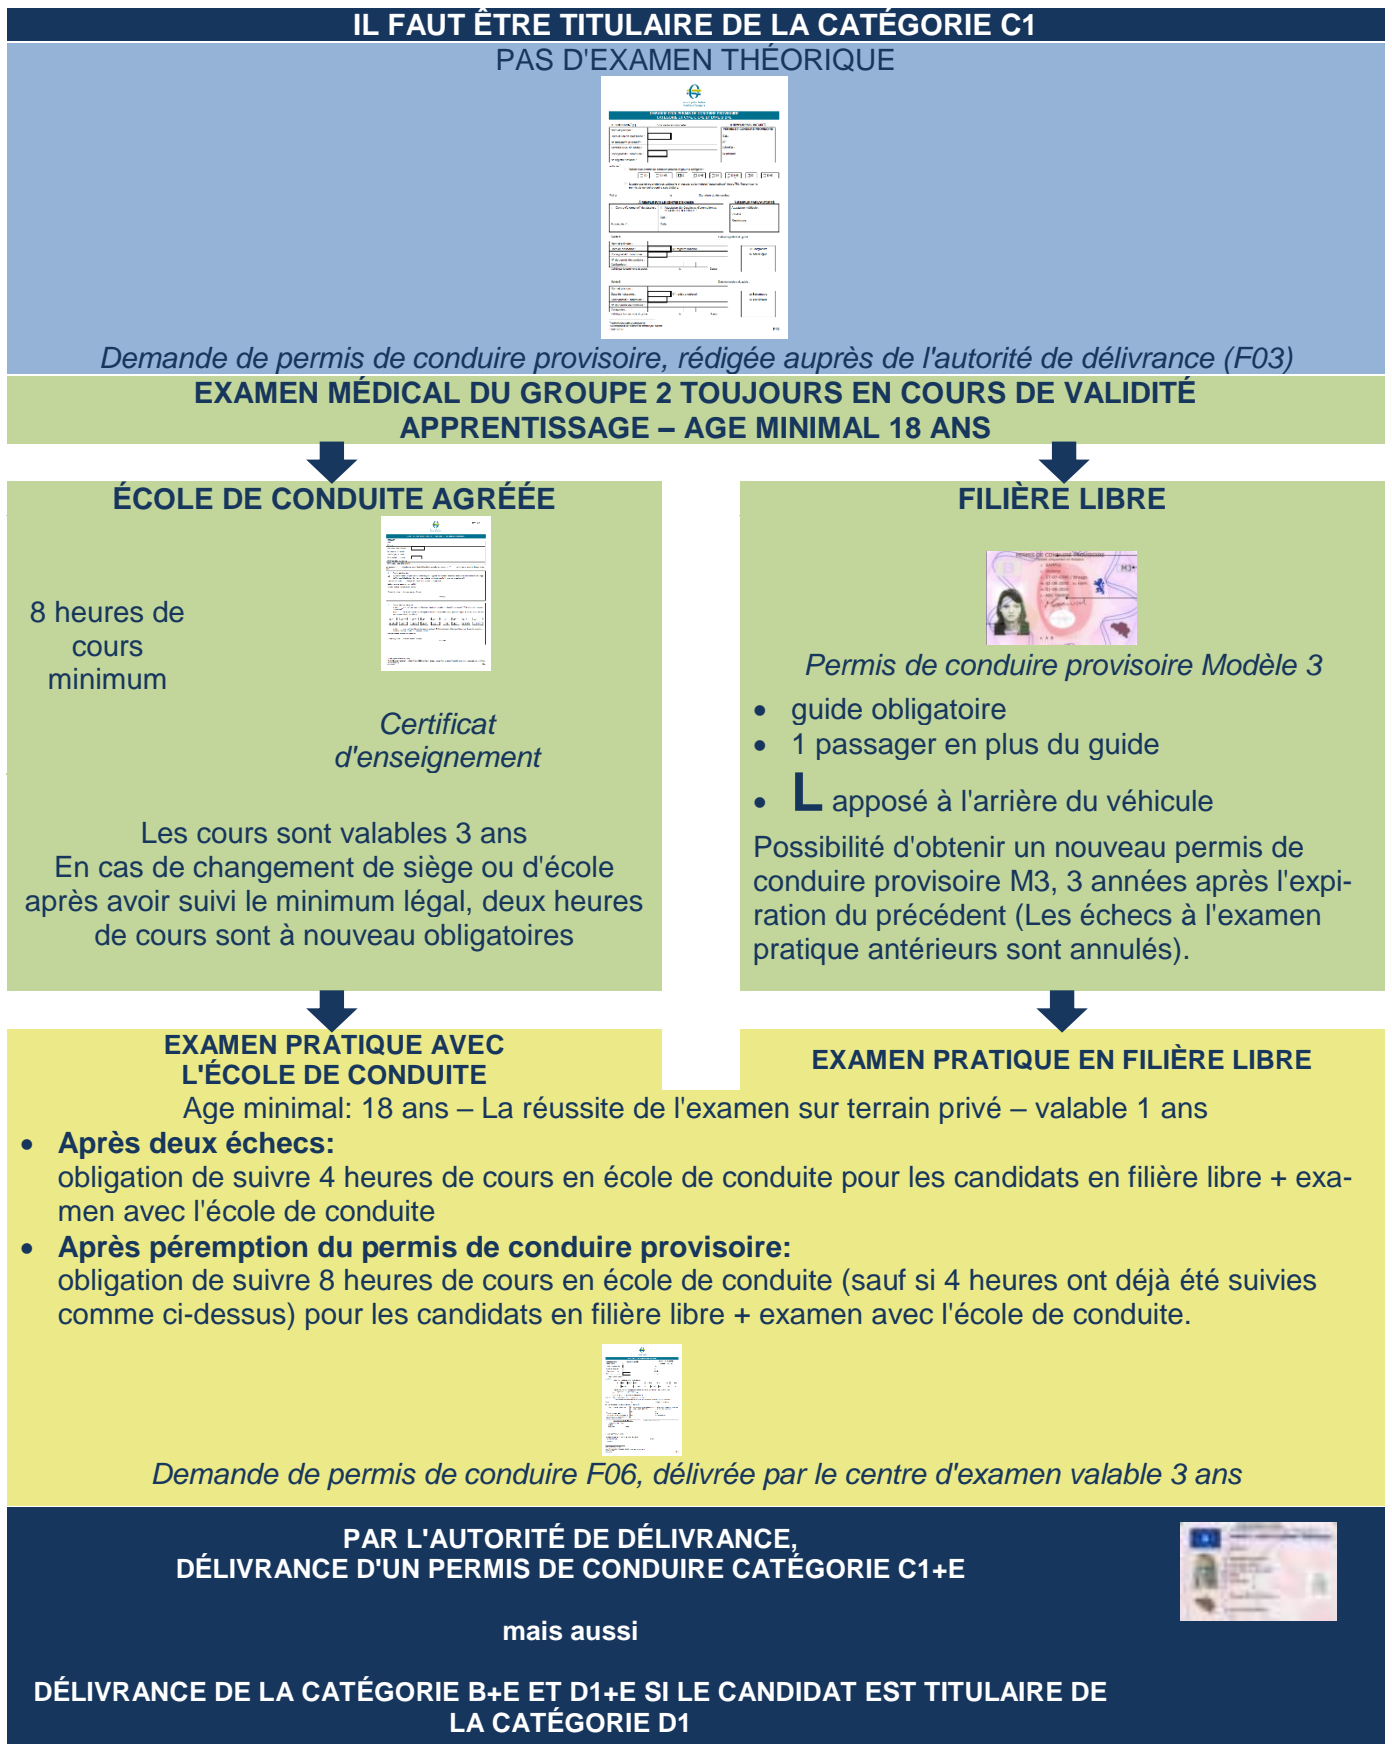 IL FAUT ÊTRE TITULAIRE DE LA CATÉGORIE C1
PAS D'EXAMEN THÉORIQUE
Demande de permis de conduire provisoire, rédigée auprès de l'autorité de délivrance (F03)
EXAMEN MÉDICAL DU GROUPE 2 TOUJOURS EN COURS DE VALIDITÉ
APPRENTISSAGE – AGE MINIMAL 18 ANS
ÉCOLE DE CONDUITE AGRÉÉE
8 heures de
cours
minimum
Certificat
d'enseignement
Les cours sont valables 3 ans
En cas de changement de siège ou d'école
après avoir suivi le minimum légal, deux heures
de cours sont à nouveau obligatoires
FILIÈRE LIBRE
PERMIS DE CONDUIRE PROVISOIRE
M3
Permis de conduire provisoire Modèle 3
• guide obligatoire
• 1 passager en plus du guide
• L apposé à l'arrière du véhicule
Possibilité d'obtenir un nouveau permis de
conduire provisoire M3, 3 années après l'expi-
ration du précédent (Les échecs à l'examen
pratique antérieurs sont annulés).
EXAMEN PRATIQUE AVEC
L'ÉCOLE DE CONDUITE
EXAMEN PRATIQUE EN FILIÈRE LIBRE
Age minimal: 18 ans – La réussite de l'examen sur terrain privé – valable 1 ans
• Après deux échecs:
obligation de suivre 4 heures de cours en école de conduite pour les candidats en filière libre + exa-
men avec l'école de conduite
• Après péremption du permis de conduire provisoire:
obligation de suivre 8 heures de cours en école de conduite (sauf si 4 heures ont déjà été suivies
comme ci-dessus) pour les candidats en filière libre + examen avec l'école de conduite.
Demande de permis de conduire F06, délivrée par le centre d'examen valable 3 ans
PAR L'AUTORITÉ DE DÉLIVRANCE,
DÉLIVRANCE D'UN PERMIS DE CONDUIRE CATÉGORIE C1+E
mais aussi
DÉLIVRANCE DE LA CATÉGORIE B+E ET D1+E SI LE CANDIDAT EST TITULAIRE DE
LA CATÉGORIE D1